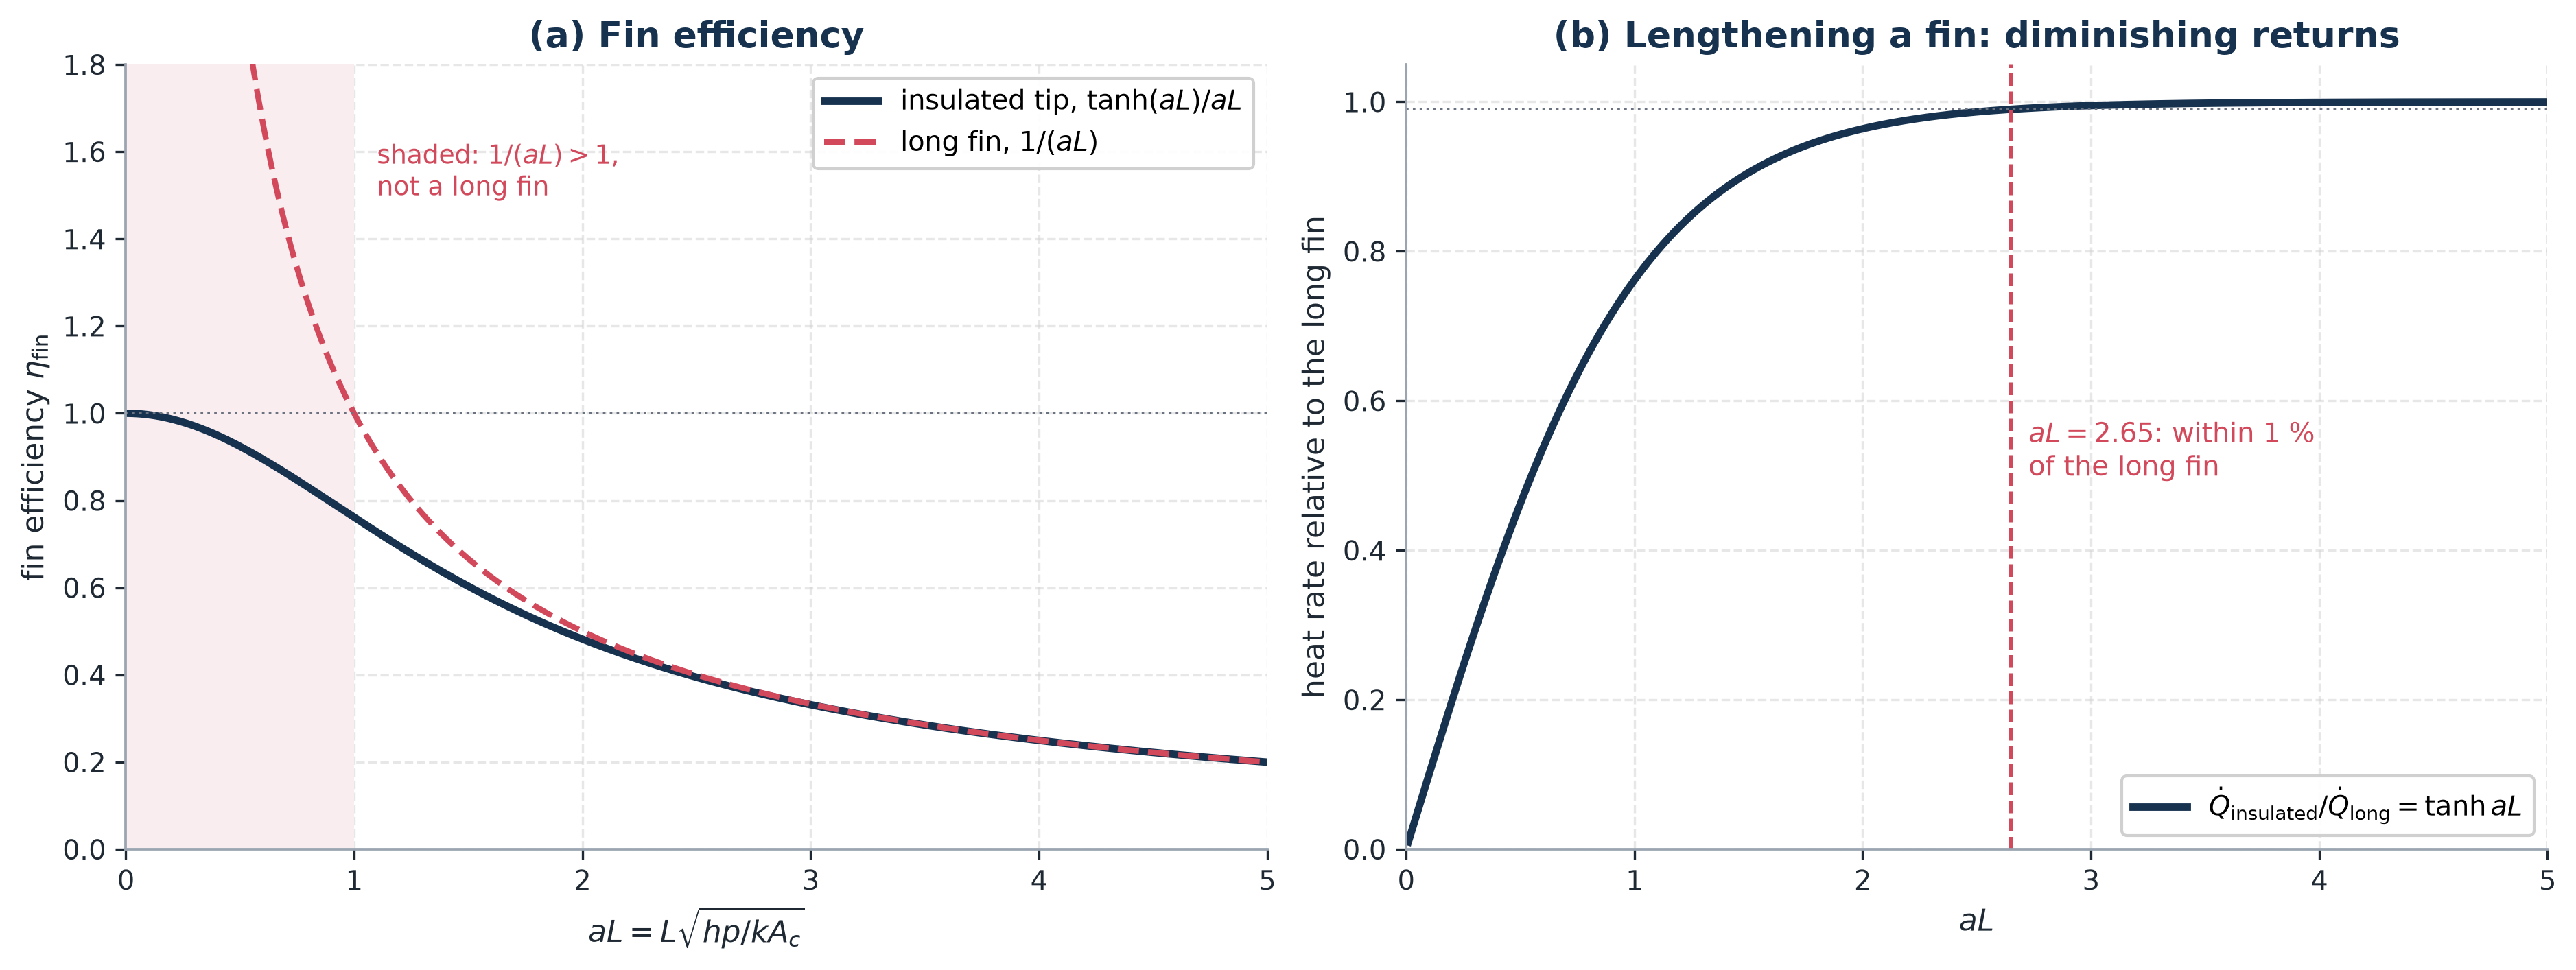 (a) Fin efficiency
1.8
1.6
1.4
1.2
1.0
0.8
0.6
0.4
0.2
0.0
fin efficiency η_fin
insulated tip, tanh(aL)/aL
long fin, 1/(aL)
shaded: 1/(aL) > 1,
not a long fin
0 1 2 3 4 5
aL = L√(hp/kA_c)
(b) Lengthening a fin: diminishing returns
1.0
0.8
0.6
0.4
0.2
0.0
heat rate relative to the long fin
aL = 2.65: within 1 %
of the long fin
Q̇_insulated/Q̇_long = tanh aL
0 1 2 3 4 5
aL